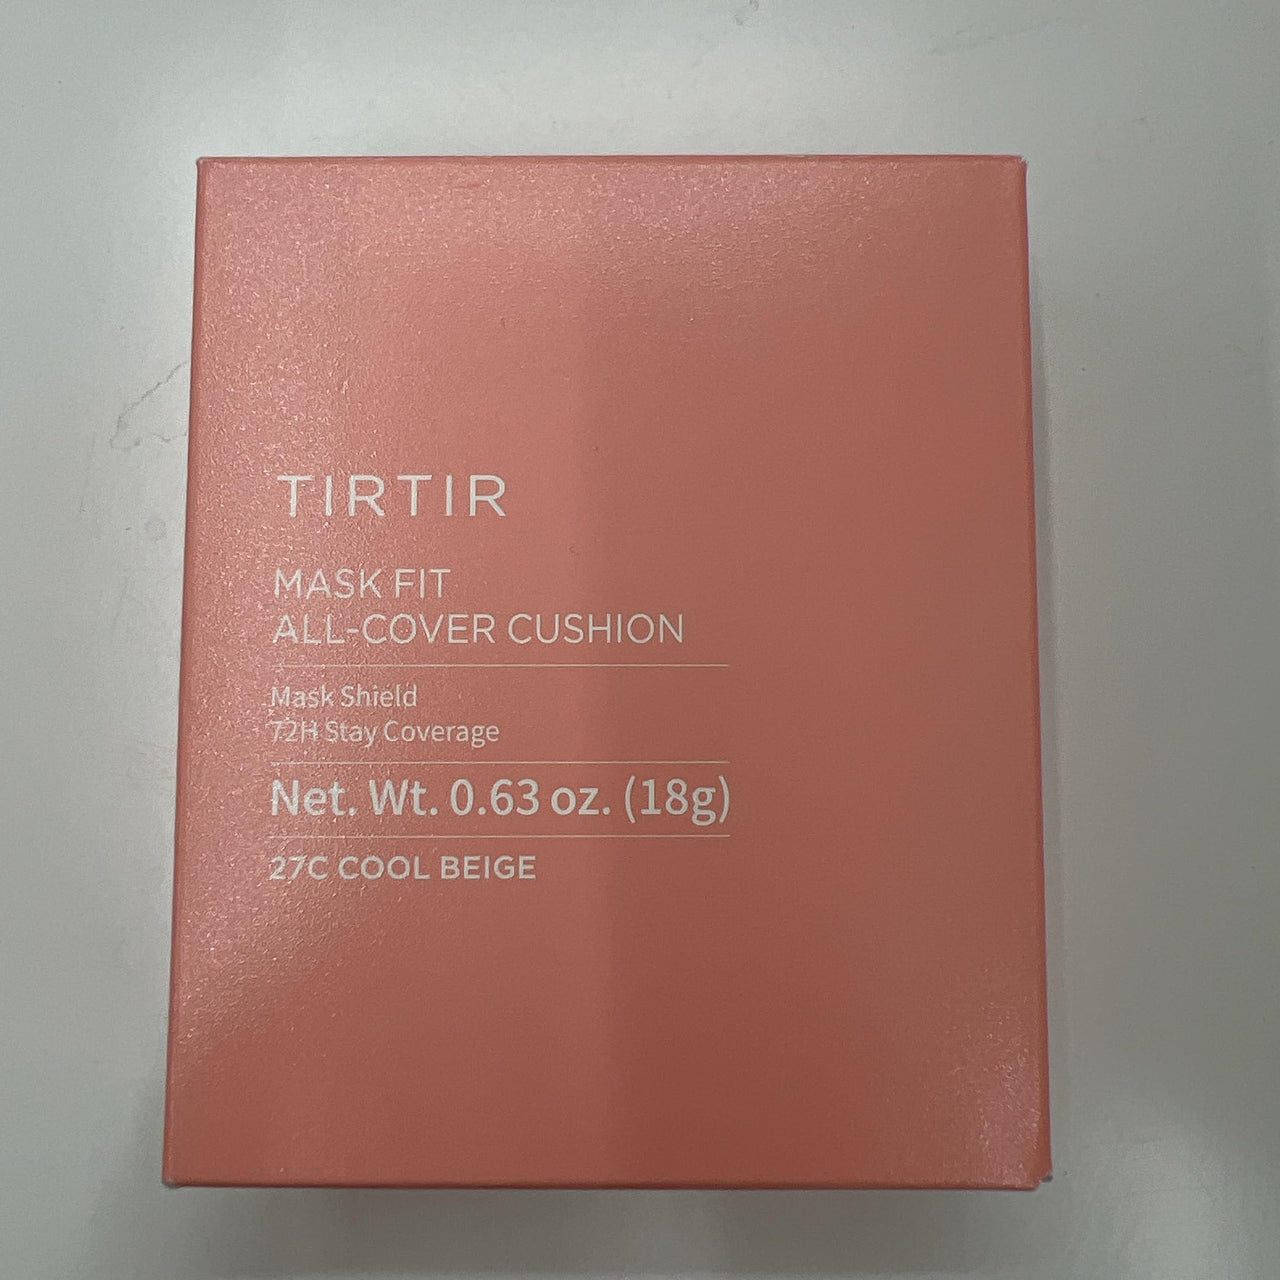 TIRTIR
MASK FIT
ALL-COVER CUSHION
Mask Shield
72H Stay Coverage
Net. Wt. 0.63 oz. (18g)
27C COOL BEIGE